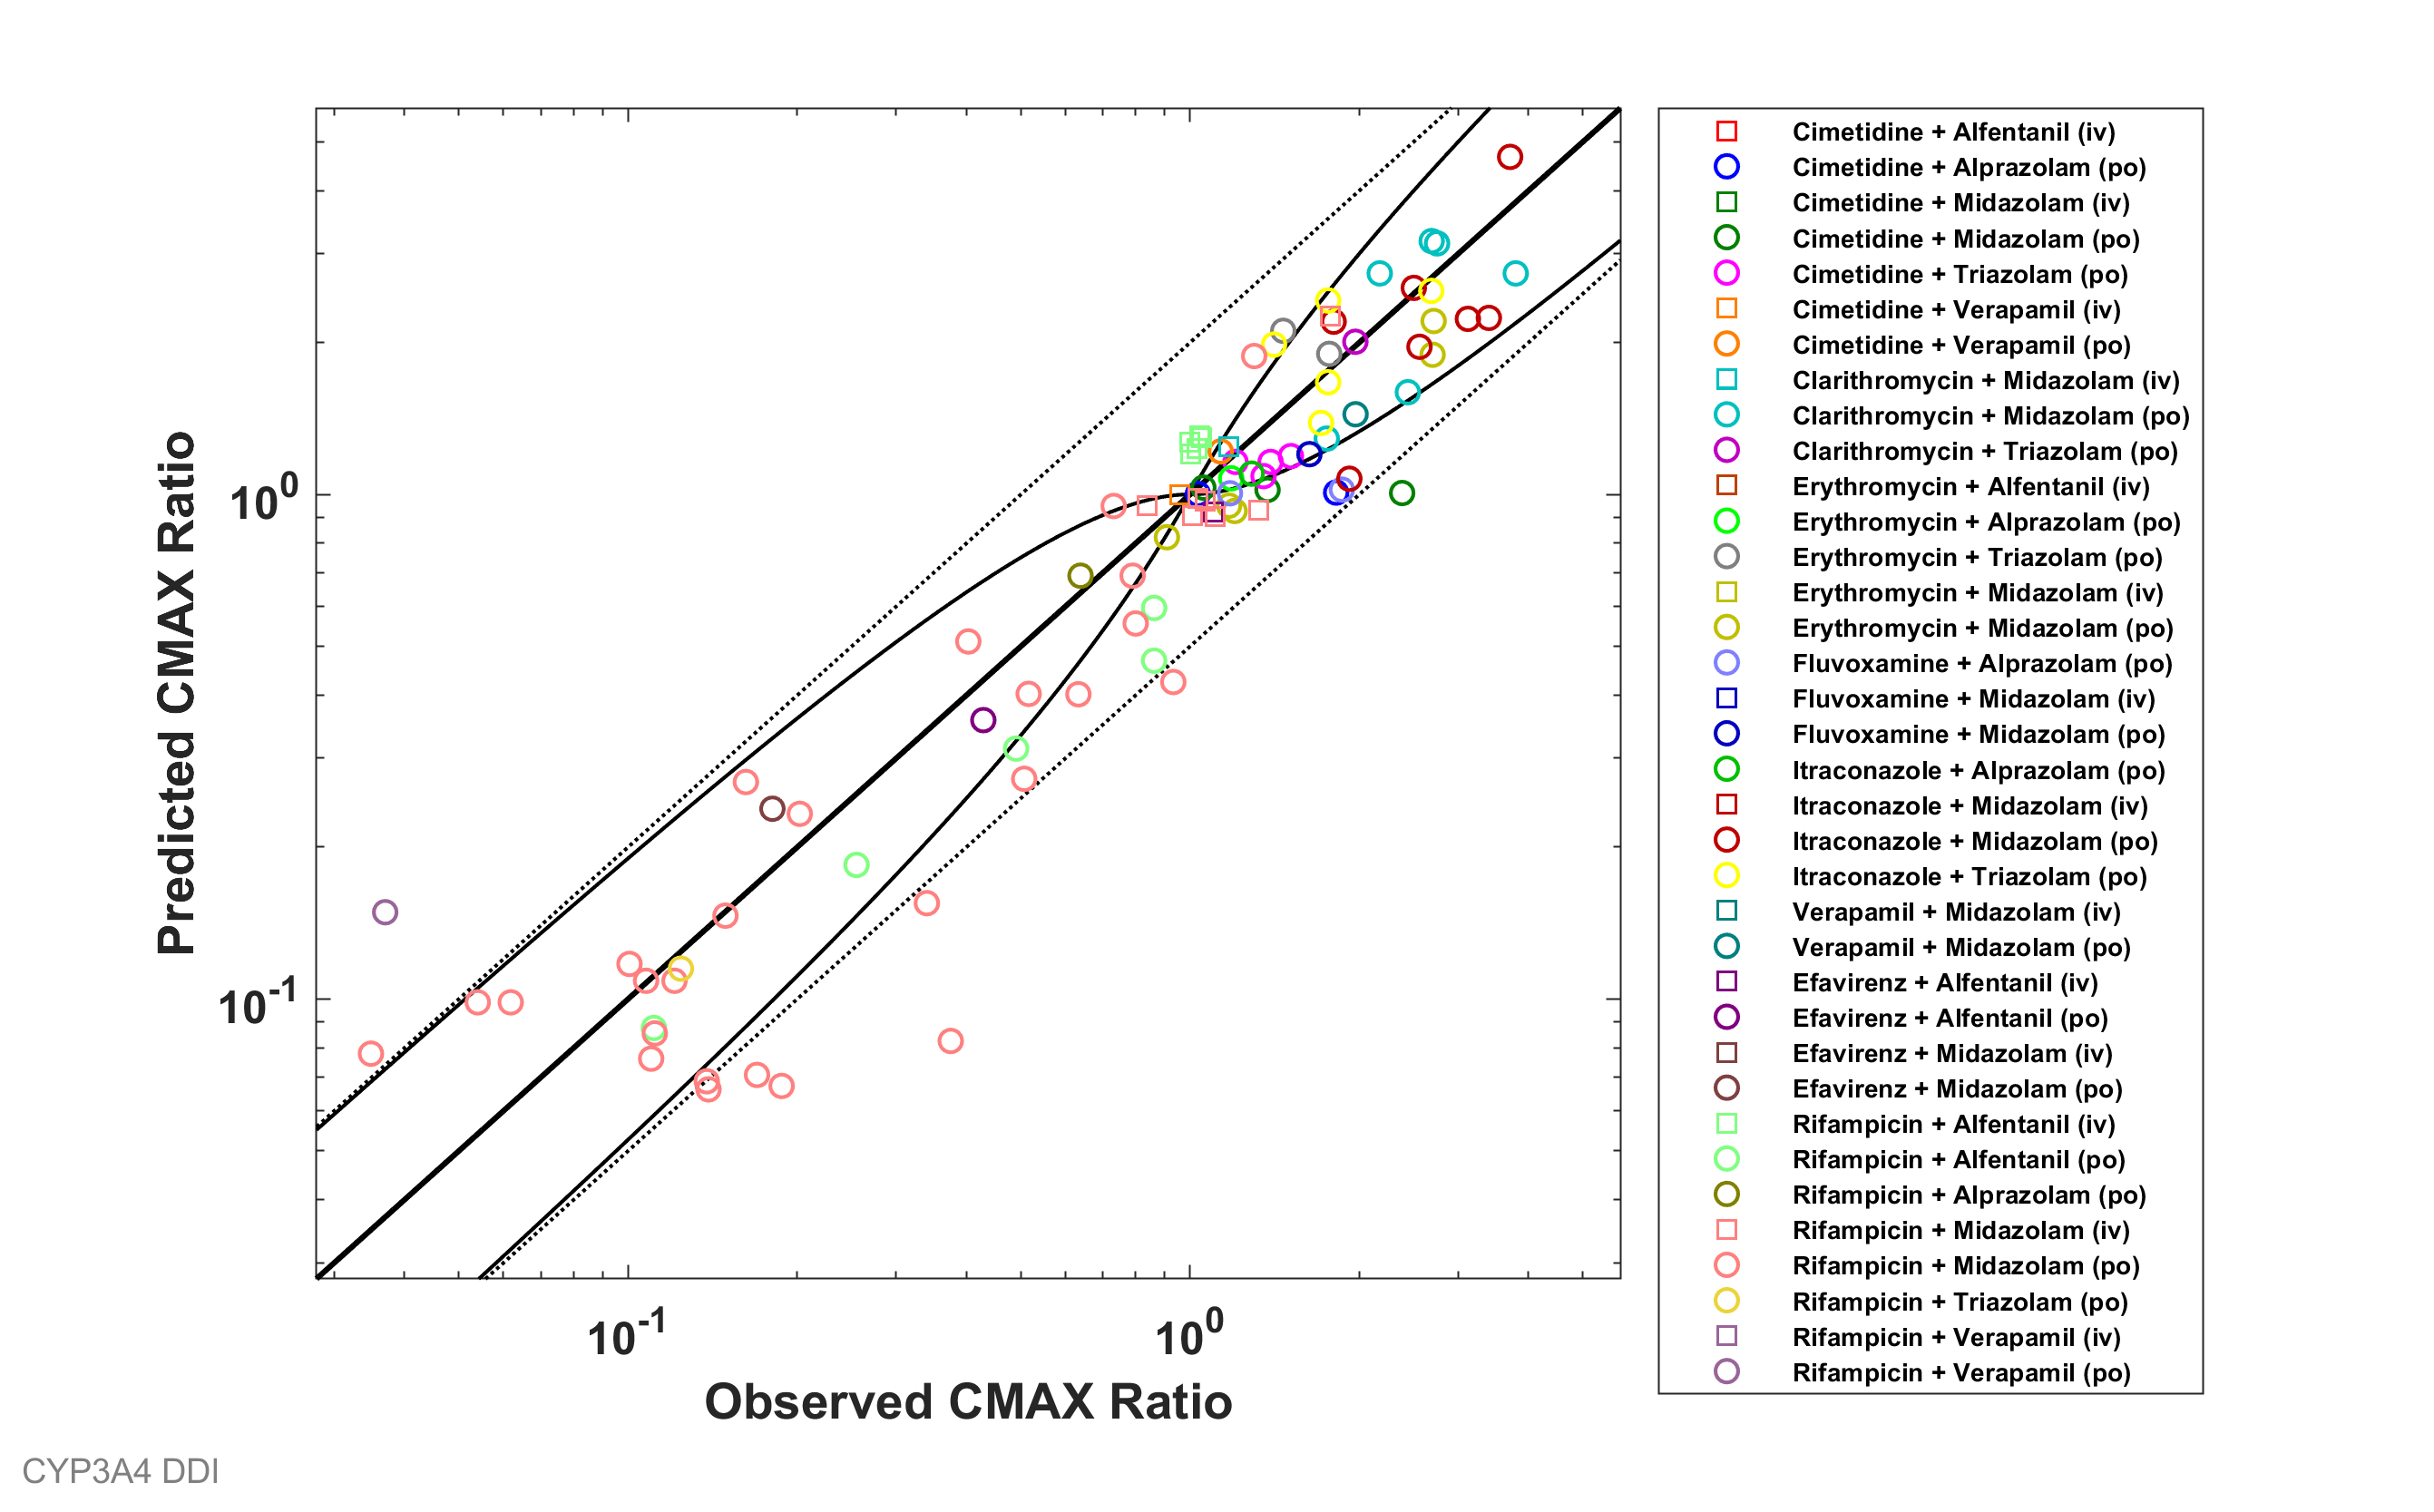 Predicted CMAX Ratio
10^0
10^-1
10^-1
10^0
Observed CMAX Ratio
Cimetidine + Alfentanil (iv)
Cimetidine + Alprazolam (po)
Cimetidine + Midazolam (iv)
Cimetidine + Midazolam (po)
Cimetidine + Triazolam (po)
Cimetidine + Verapamil (iv)
Cimetidine + Verapamil (po)
Clarithromycin + Midazolam (iv)
Clarithromycin + Midazolam (po)
Clarithromycin + Triazolam (po)
Erythromycin + Alfentanil (iv)
Erythromycin + Alprazolam (po)
Erythromycin + Triazolam (po)
Erythromycin + Midazolam (iv)
Erythromycin + Midazolam (po)
Fluvoxamine + Alprazolam (po)
Fluvoxamine + Midazolam (iv)
Fluvoxamine + Midazolam (po)
Itraconazole + Alprazolam (po)
Itraconazole + Midazolam (iv)
Itraconazole + Midazolam (po)
Itraconazole + Triazolam (po)
Verapamil + Midazolam (iv)
Verapamil + Midazolam (po)
Efavirenz + Alfentanil (iv)
Efavirenz + Alfentanil (po)
Efavirenz + Midazolam (iv)
Efavirenz + Midazolam (po)
Rifampicin + Alfentanil (iv)
Rifampicin + Alfentanil (po)
Rifampicin + Alprazolam (po)
Rifampicin + Midazolam (iv)
Rifampicin + Midazolam (po)
Rifampicin + Triazolam (po)
Rifampicin + Verapamil (iv)
Rifampicin + Verapamil (po)
CYP3A4 DDI